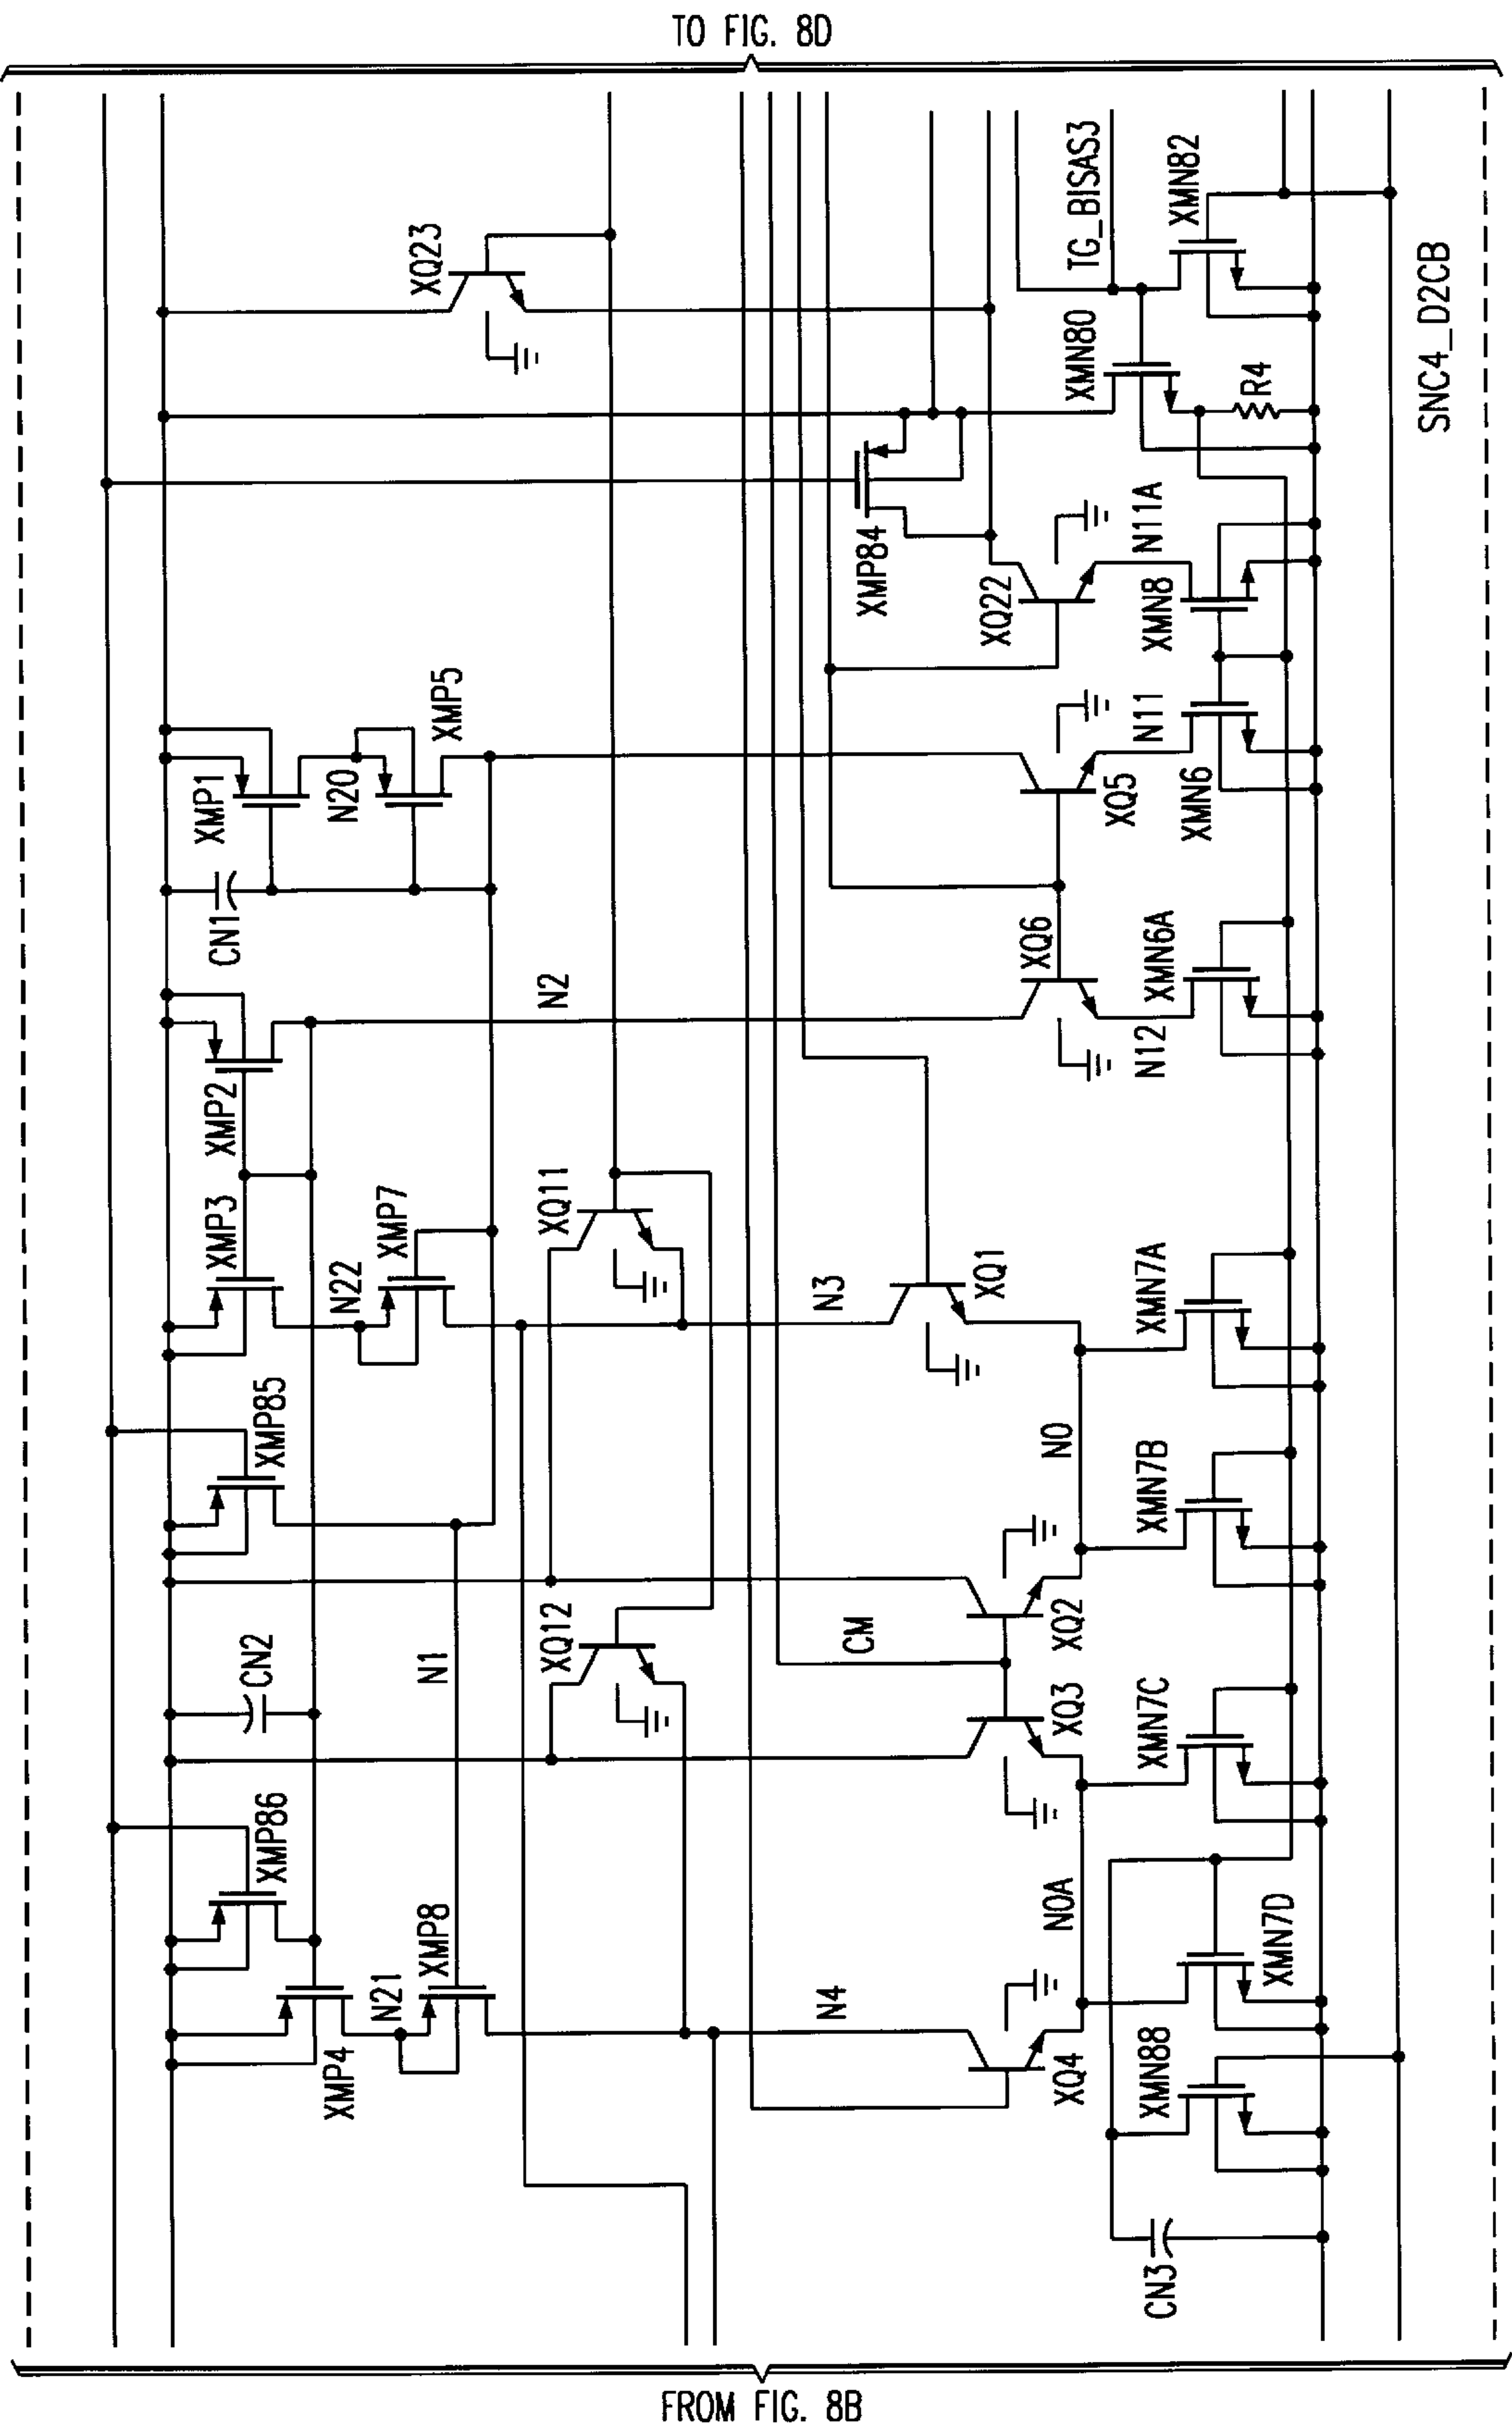 TO FIG. 8D
TG_BISAS3
XMN82
XQ23
XMN80
R4
SNC4_D2CB
XMP84
N11A
XQ22
XMN8
XMP5
XMP1
N20
N11
XQ5
XMN6
CN1
XQ6
XMN6A
N2
N12
XMP2
XMP3
XMP7
XQ11
N22
N3
XQ1
XMN7A
XMP85
N0
XMN7B
XQ12
CM
XQ2
CN2
N1
XQ3
XMN7C
XMP86
XMP8
N0A
XMN7D
N21
N4
XMP4
XQ4
XMN88
CN3
FROM FIG. 8B